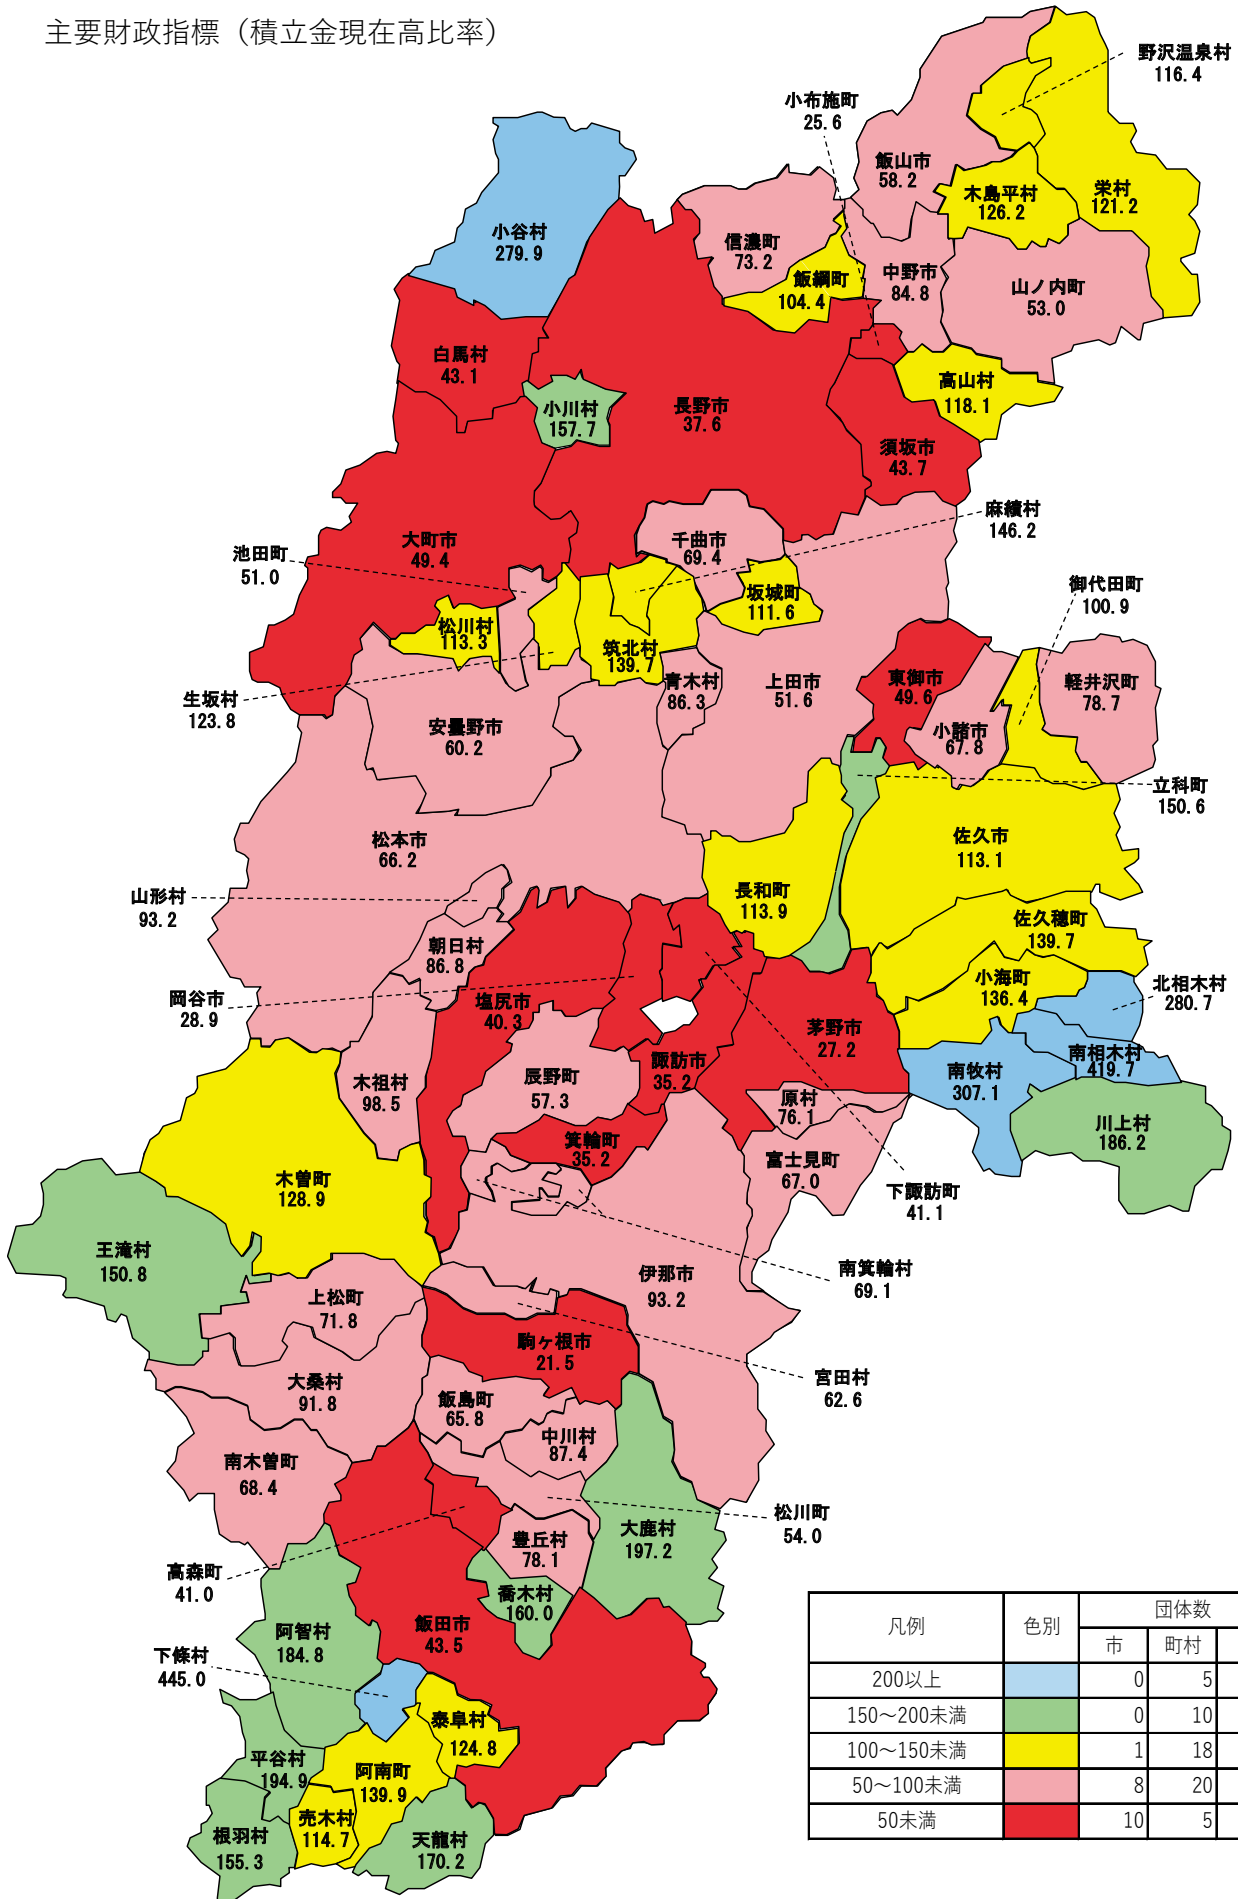 主要財政指標（積立金現在高比率）
野沢温泉村
116.4
小布施町
25.6
飯山市
58.2
木島平村
126.2
栄村
121.2
小谷村
279.9
信濃町
73.2
飯綱町
104.4
中野市
84.8
山ノ内町
53.0
白馬村
43.1
小川村
157.7
長野市
37.6
高山村
118.1
須坂市
43.7
麻績村
146.2
大町市
49.4
池田町
51.0
千曲市
69.4
坂城町
111.6
御代田町
100.9
松川村
113.3
筑北村
139.7
青木村
86.3
上田市
51.6
東御市
49.6
軽井沢町
78.7
小諸市
67.8
生坂村
123.8
安曇野市
60.2
立科町
150.6
松本市
66.2
佐久市
113.1
長和町
113.9
山形村
93.2
朝日村
86.8
佐久穂町
139.7
小海町
136.4
北相木村
280.7
岡谷市
28.9
塩尻市
40.3
茅野市
27.2
南相木村
419.7
南牧村
307.1
諏訪市
35.2
辰野町
57.3
木祖村
98.5
原村
76.1
川上村
186.2
箕輪町
35.2
富士見町
67.0
下諏訪町
41.1
木曽町
128.9
王滝村
150.8
伊那市
93.2
南箕輪村
69.1
上松町
71.8
駒ヶ根市
21.5
宮田村
62.6
大桑村
91.8
飯島町
65.8
中川村
87.4
南木曽町
68.4
松川町
54.0
大鹿村
197.2
豊丘村
78.1
高森町
41.0
喬木村
160.0
飯田市
43.5
阿智村
184.8
下條村
445.0
泰阜村
124.8
平谷村
194.9
阿南町
139.9
売木村
114.7
根羽村
155.3
天龍村
170.2
凡例 色別 団体数
市 町村
200以上 0 5
150～200未満 0 10
100～150未満 1 18
50～100未満 8 20
50未満 10 5